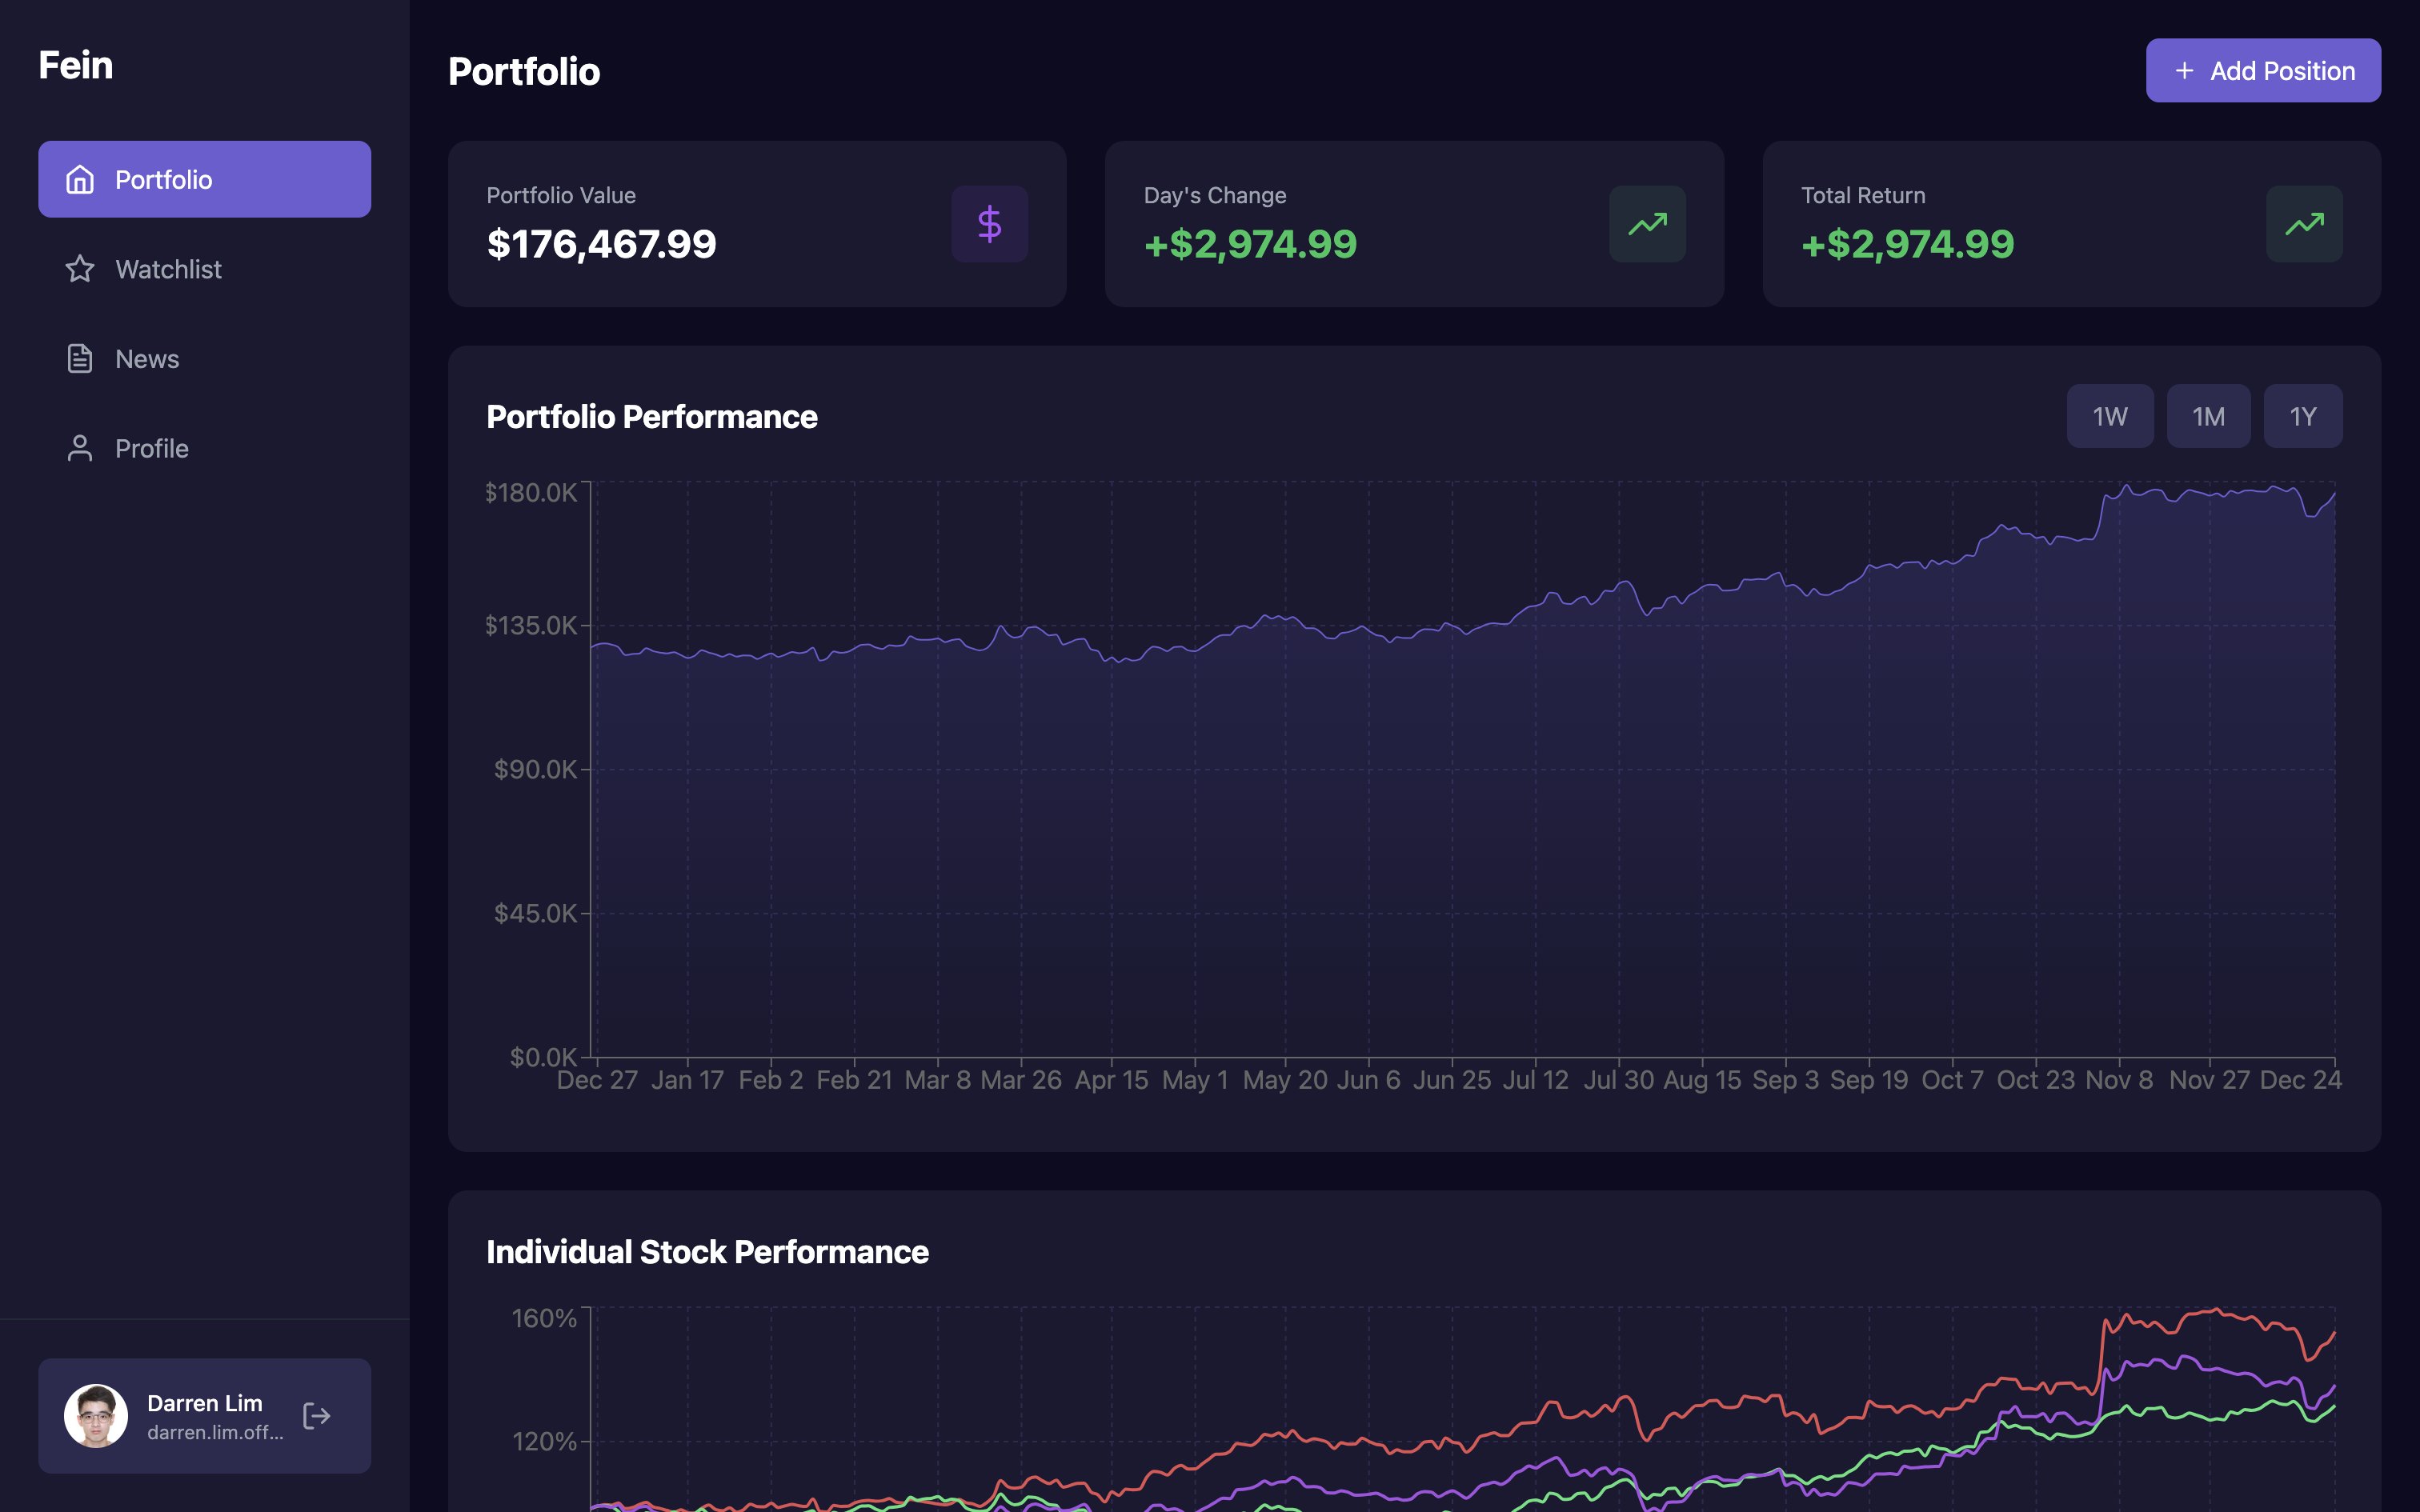 Fein
Portfolio
Watchlist
News
Profile
Darren Lim
darren.lim.off...
Portfolio
+ Add Position
Portfolio Value
$176,467.99
$
Day's Change
+$2,974.99
Total Return
+$2,974.99
Portfolio Performance
1W 1M 1Y
$180.0K
$135.0K
$90.0K
$45.0K
$0.0K
Dec 27 Jan 17 Feb 2 Feb 21 Mar 8 Mar 26 Apr 15 May 1 May 20 Jun 6 Jun 25 Jul 12 Jul 30 Aug 15 Sep 3 Sep 19 Oct 7 Oct 23 Nov 8 Nov 27 Dec 24
Individual Stock Performance
160%
120%